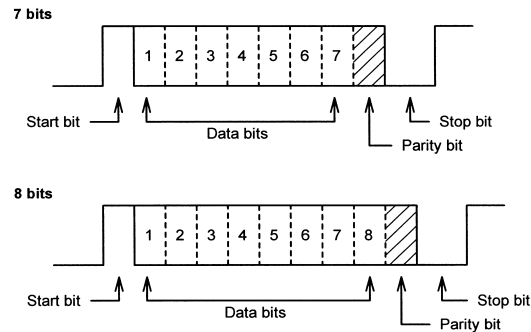 7 bits
1 2 3 4 5 6 7
Start bit
Data bits
Stop bit
Parity bit
8 bits
1 2 3 4 5 6 7 8
Start bit
Data bits
Stop bit
Parity bit